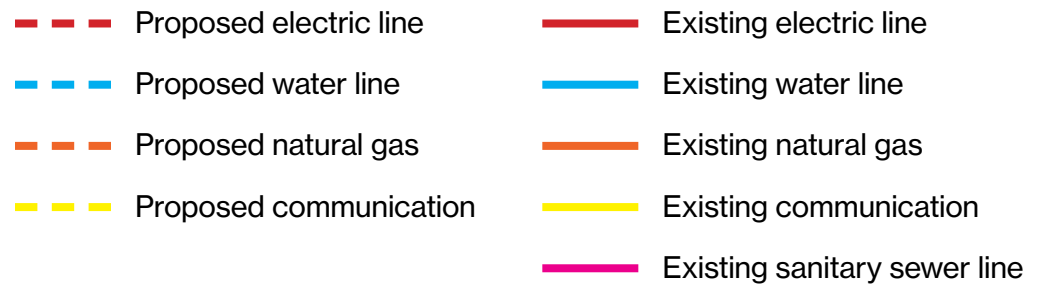 Proposed electric line
Proposed water line
Proposed natural gas
Proposed communication
Existing electric line
Existing water line
Existing natural gas
Existing communication
Existing sanitary sewer line